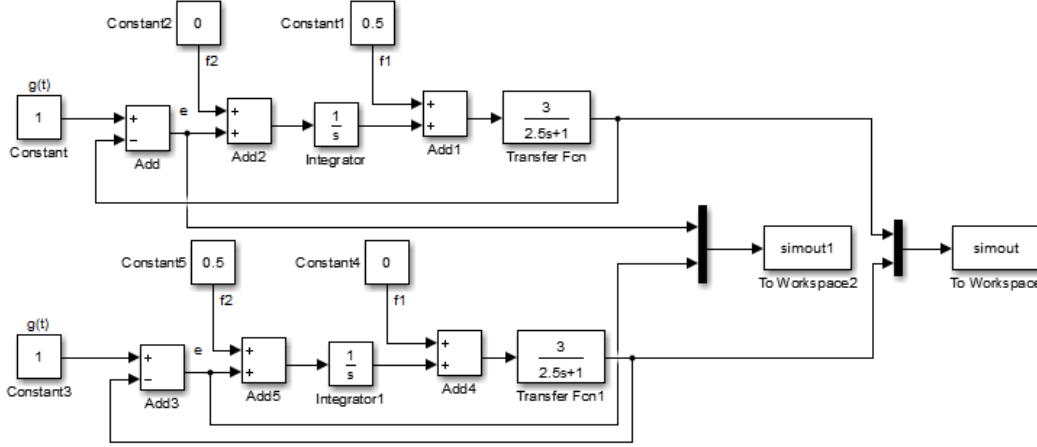 Constant2
0
Constant1
0.5
f2
f1
g(t)
1
Constant
+
−
Add
e
+
+
Add2
1
s
Integrator
+
+
Add1
3
2.5s+1
Transfer Fcn
simout1
To Workspace2
simout
To Workspace
Constant5
0.5
Constant4
0
f2
f1
g(t)
1
Constant3
+
−
Add3
e
+
+
Add5
1
s
Integrator1
+
+
Add4
3
2.5s+1
Transfer Fcn1